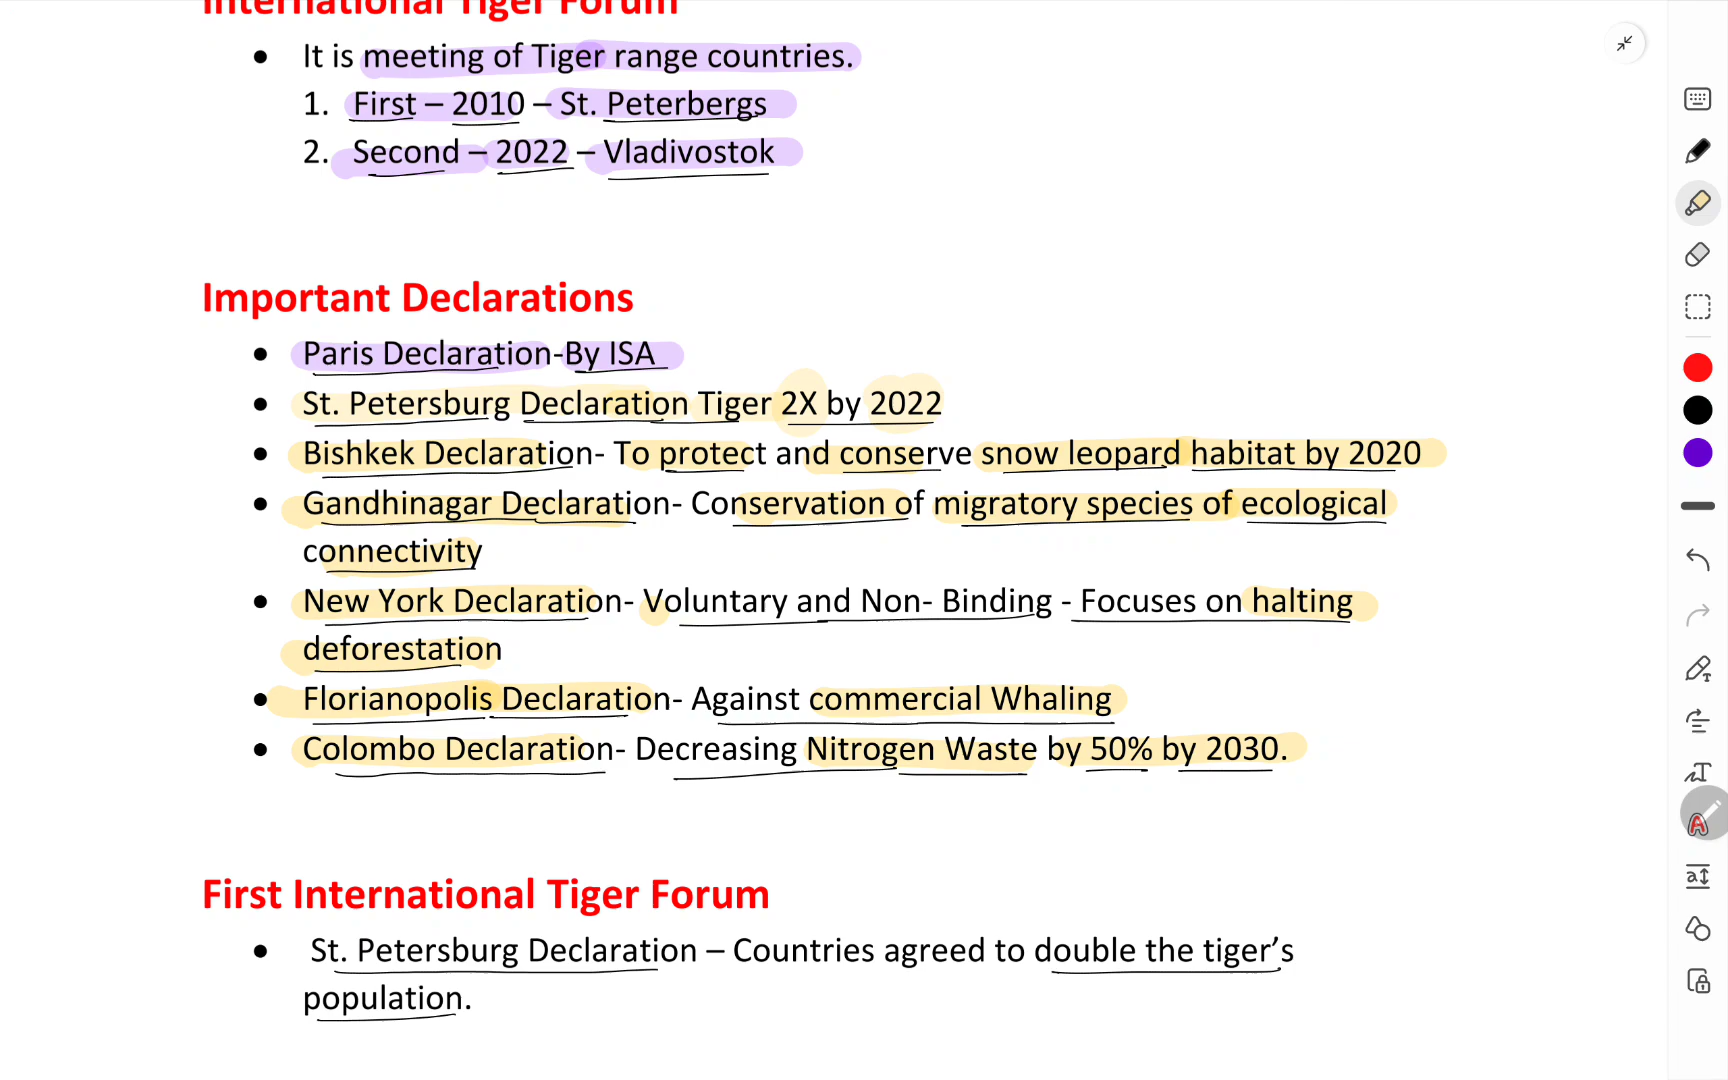 International Tiger Forum
• It is meeting of Tiger range countries.
1. First – 2010 – St. Peterbergs
2. Second – 2022 – Vladivostok
Important Declarations
• Paris Declaration-By ISA
• St. Petersburg Declaration Tiger 2X by 2022
• Bishkek Declaration- To protect and conserve snow leopard habitat by 2020
• Gandhinagar Declaration- Conservation of migratory species of ecological
connectivity
• New York Declaration- Voluntary and Non- Binding - Focuses on halting
deforestation
• Florianopolis Declaration- Against commercial Whaling
• Colombo Declaration- Decreasing Nitrogen Waste by 50% by 2030.
First International Tiger Forum
• St. Petersburg Declaration – Countries agreed to double the tiger’s
population.